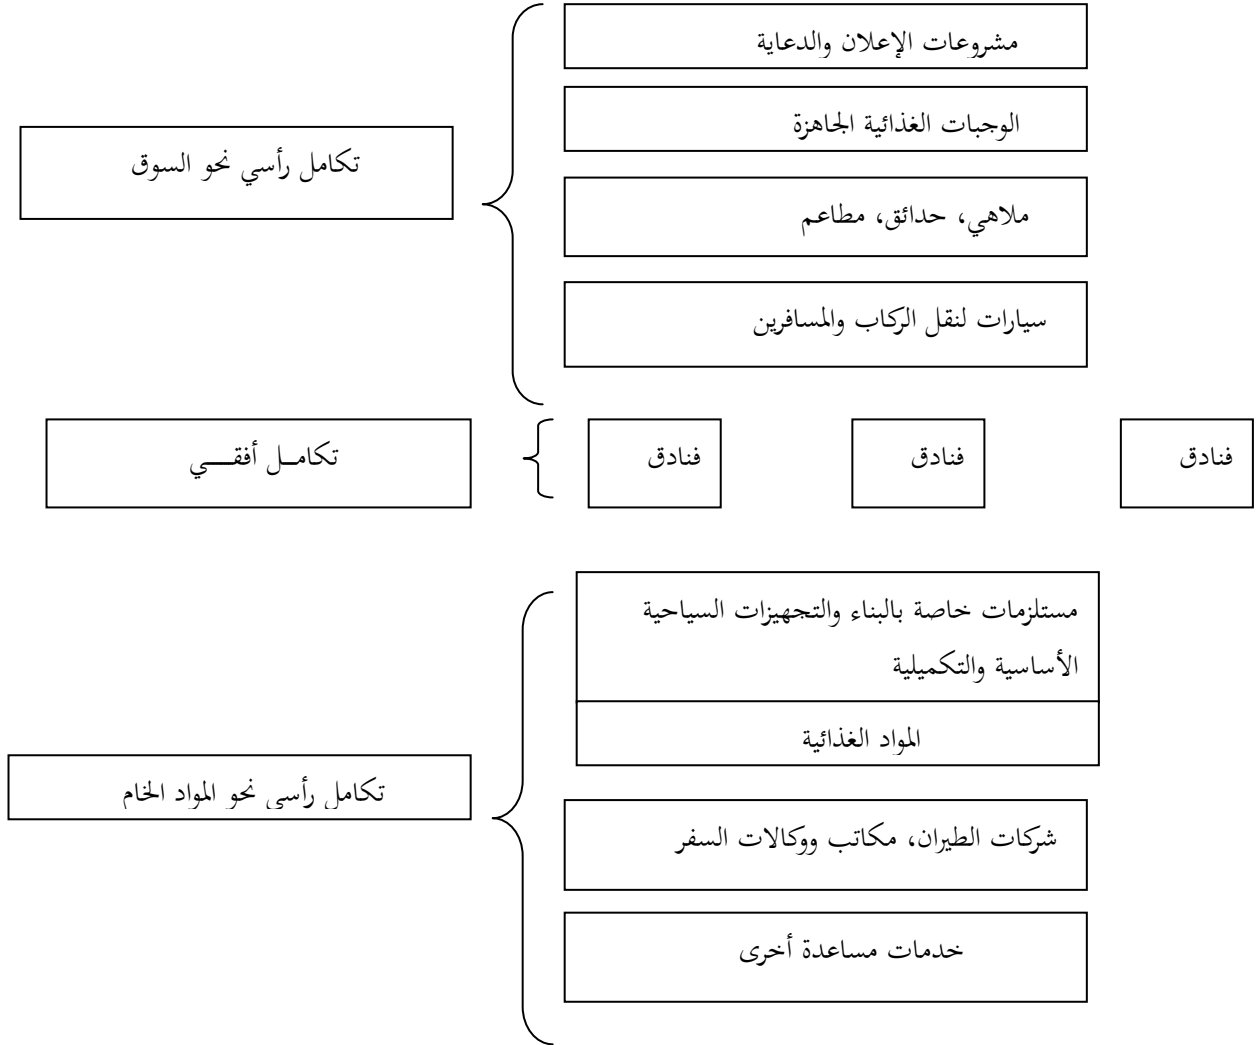 مشروعات الإعلان والدعاية
الوجبات الغذائية الجاهزة
تكامل رأسي نحو السوق
ملاهي، حدائق، مطاعم
سيارات لنقل الركاب والمسافرين
فنادق
فنادق
فنادق
تكامـل أفقـــي
مستلزمات خاصة بالبناء والتجهيزات السياحية
الأساسية والتكميلية
المواد الغذائية
تكامل رأسي نحو المواد الخام
شركات الطيران، مكاتب ووكالات السفر
خدمات مساعدة أخرى